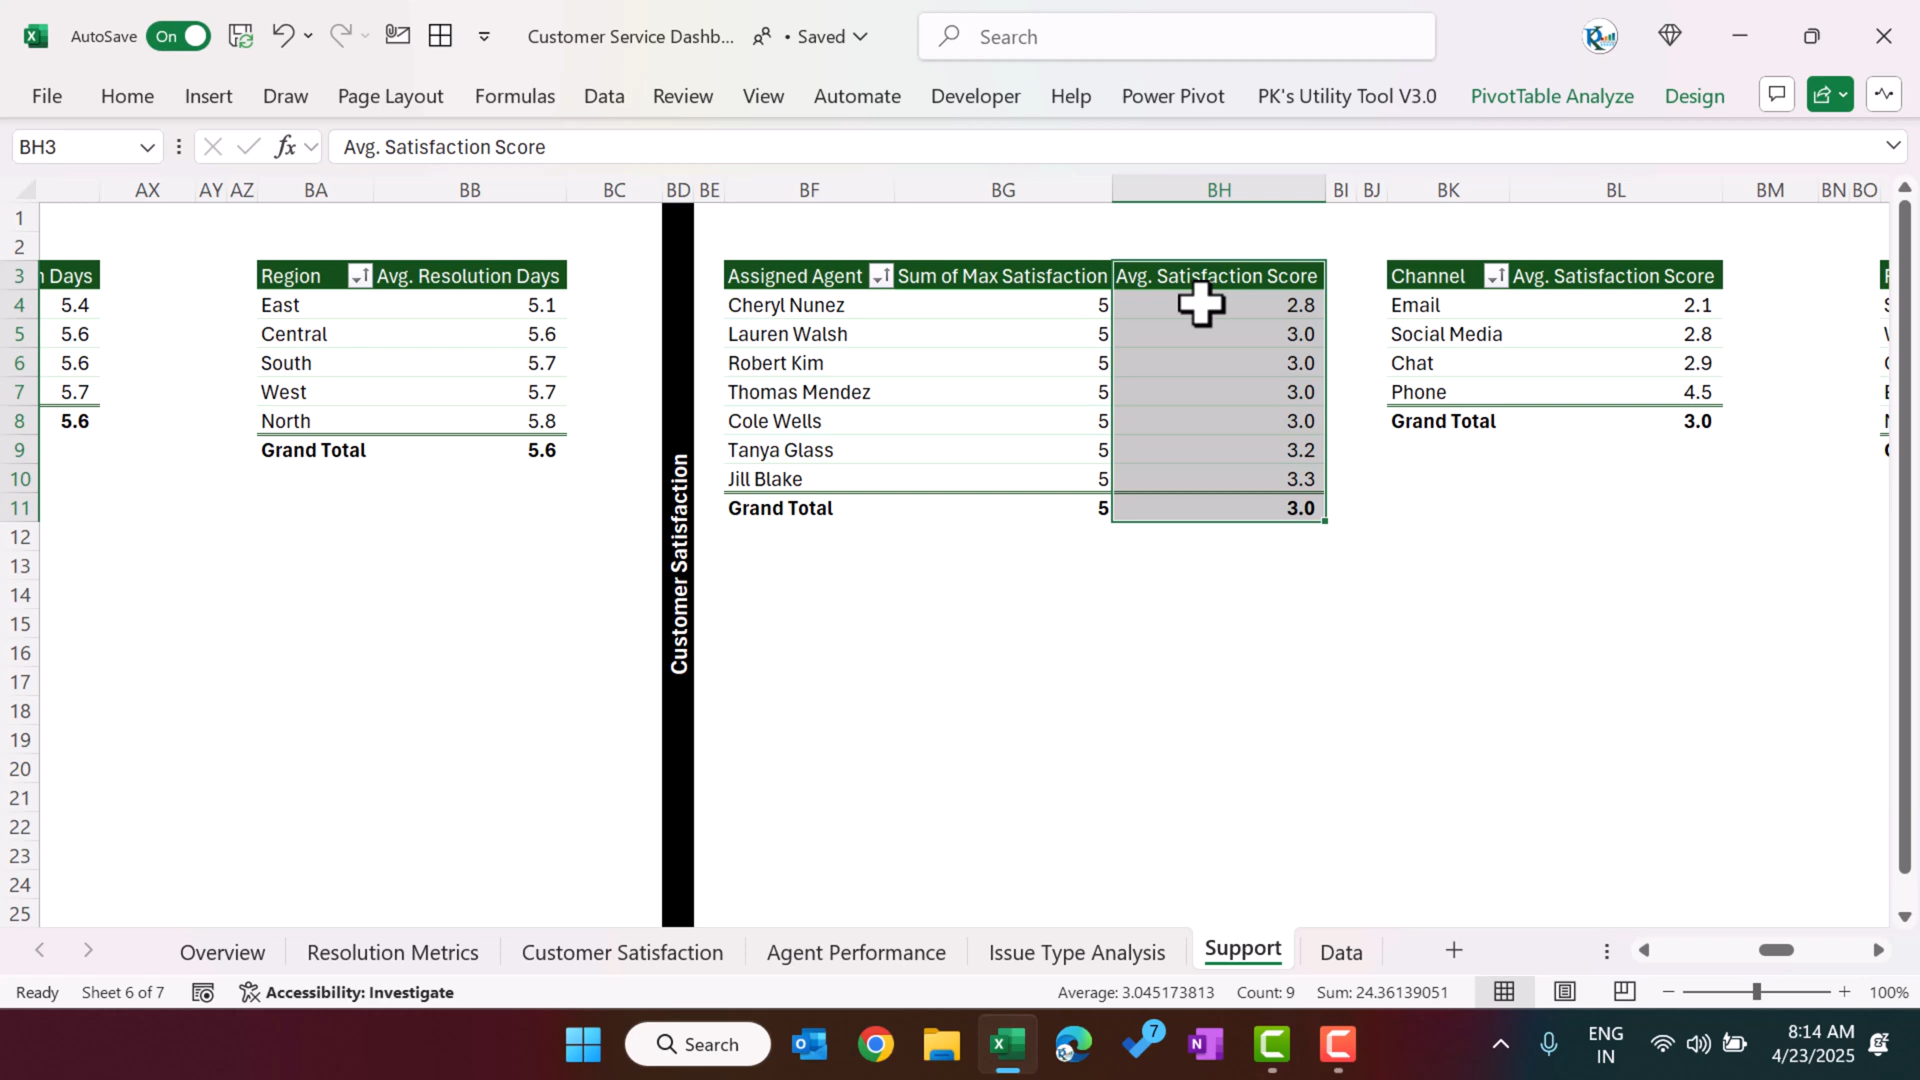 AutoSave On Customer Service Dashb... • Saved Search
File Home Insert Draw Page Layout Formulas Data Review View Automate Developer Help Power Pivot PK's Utility Tool V3.0 PivotTable Analyze Design
BH3 fx Avg. Satisfaction Score
AX AY AZ BA BB BC BD BE BF BG BH BI BJ BK BL BM BN BO
1
2
3 Days Region Avg. Resolution Days Assigned Agent Sum of Max Satisfaction Avg. Satisfaction Score Channel Avg. Satisfaction Score
4 5.4 East 5.1 Cheryl Nunez 5 2.8 Email 2.1
5 5.6 Central 5.6 Lauren Walsh 5 3.0 Social Media 2.8
6 5.6 South 5.7 Robert Kim 5 3.0 Chat 2.9
7 5.7 West 5.7 Thomas Mendez 5 3.0 Phone 4.5
8 5.6 North 5.8 Cole Wells 5 3.0 Grand Total 3.0
9 Grand Total 5.6 Tanya Glass 5 3.2
10 Jill Blake 5 3.3
11 Grand Total 5 3.0
12
13
14
15
16
17
18
19
20
21
22
23
24
25
Customer Satisfaction
Overview Resolution Metrics Customer Satisfaction Agent Performance Issue Type Analysis Support Data
Ready Sheet 6 of 7 Accessibility: Investigate Average: 3.045173813 Count: 9 Sum: 24.36139051 100%
Search 7 ENG 8:14 AM
IN 4/23/2025